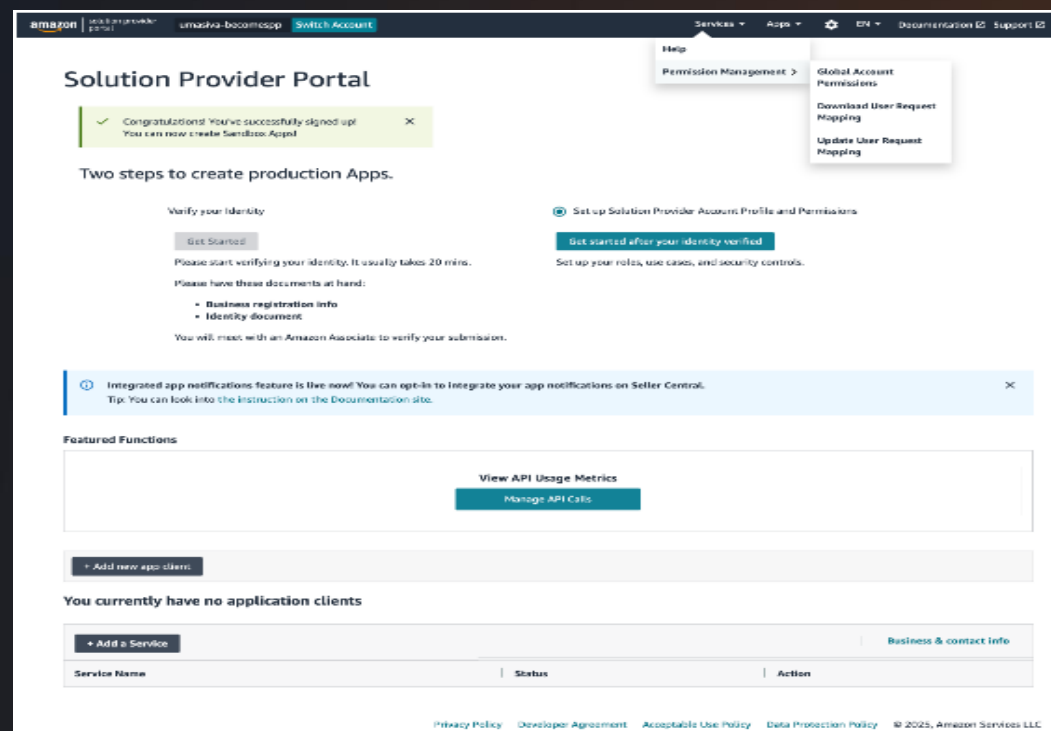 amazon
solution provider
portal
umasiva-becomespp
Switch Account
Services
Apps
EN
Documentation
Support
Help
Permission Management >
Global Account
Permissions
Download User Request
Mapping
Update User Request
Mapping
Solution Provider Portal
Congratulations! You've successfully signed up!
You can now create Sandbox Apps!
Two steps to create production Apps.
Verify your Identity
Set up Solution Provider Account Profile and Permissions
Get Started
Get started after your identity verified
Please start verifying your identity. It usually takes 20 mins.
Set up your roles, use cases, and security controls.
Please have these documents at hand:
• Business registration info
• Identity document
You will meet with an Amazon Associate to verify your submission.
Integrated app notifications feature is live now! You can opt-in to integrate your app notifications on Seller Central.
Tip: You can look into the instruction on the Documentation site.
Featured Functions
View API Usage Metrics
Manage API Calls
+ Add new app client
You currently have no application clients
+ Add a Service
Business & contact info
Service Name
Status
Action
Privacy Policy Developer Agreement Acceptable Use Policy Data Protection Policy © 2025, Amazon Services LLC